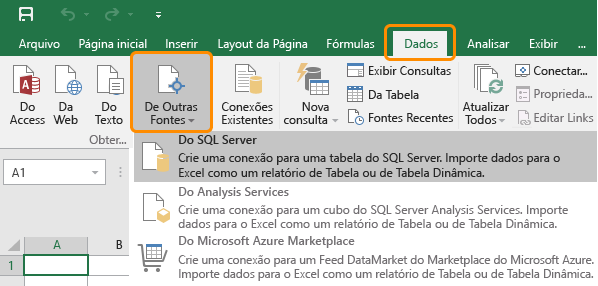 Arquivo Página inicial Inserir Layout da Página Fórmulas Dados Analisar Exibir ...
Do Access
Da Web
Do Texto
De Outras Fontes
Conexões Existentes
Nova consulta
Exibir Consultas
Da Tabela
Fontes Recentes
Atualizar Todos
Conectar...
Proprieda...
Editar Links
Obter...
Do SQL Server
Crie uma conexão para uma tabela do SQL Server. Importe dados para o
Excel como um relatório de Tabela ou de Tabela Dinâmica.
Do Analysis Services
Crie uma conexão para um cubo do SQL Server Analysis Services. Importe
dados para o Excel como um relatório de Tabela ou de Tabela Dinâmica.
Do Microsoft Azure Marketplace
Crie uma conexão para um Feed DataMarket do Marketplace do Microsoft Azure.
Importe dados para o Excel como um relatório de Tabela ou de Tabela Dinâmica.
A1
A B
1